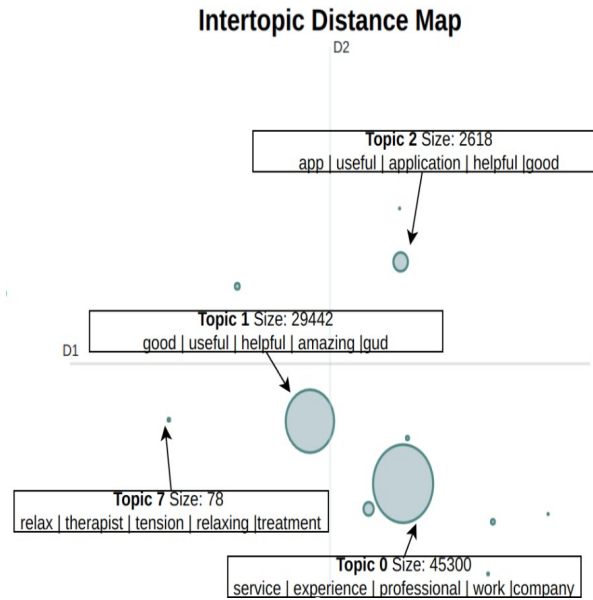 Intertopic Distance Map
D2
Topic 2 Size: 2618
app | useful | application | helpful |good
Topic 1 Size: 29442
good | useful | helpful | amazing |gud
D1
Topic 7 Size: 78
relax | therapist | tension | relaxing |treatment
Topic 0 Size: 45300
service | experience | professional | work |company